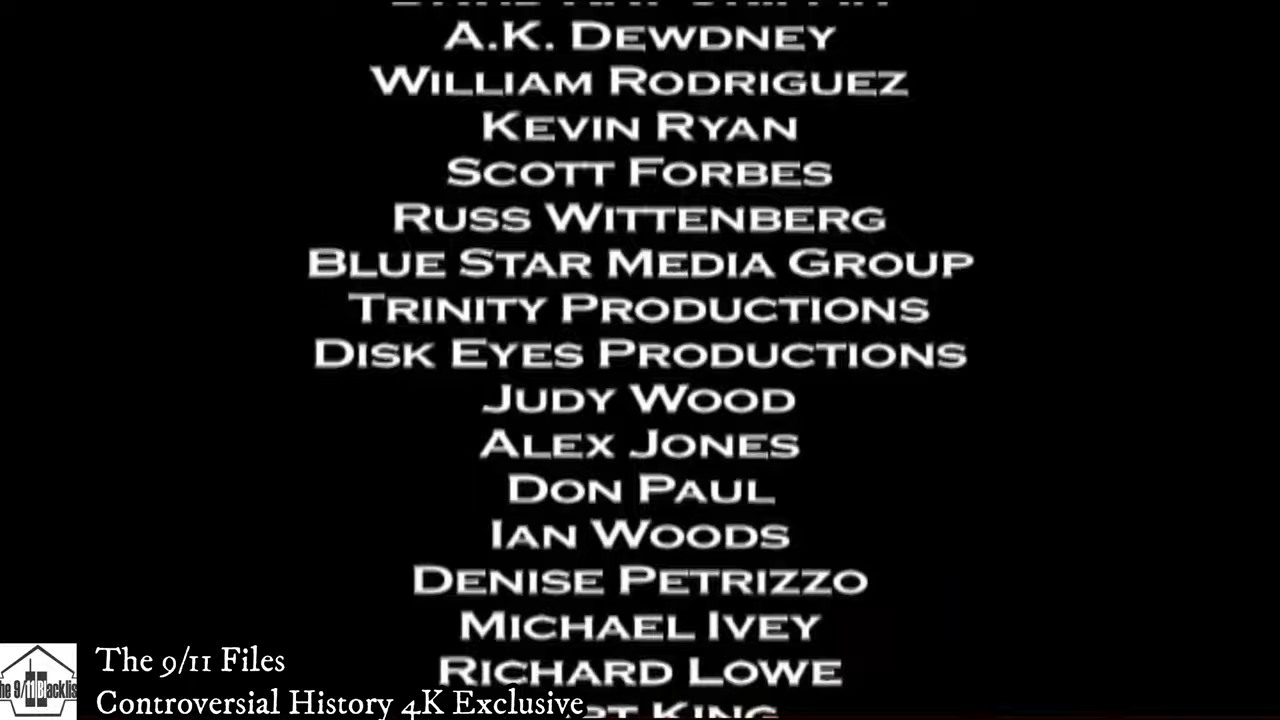 A.K. DEWDNEY
WILLIAM RODRIGUEZ
KEVIN RYAN
SCOTT FORBES
RUSS WITTENBERG
BLUE STAR MEDIA GROUP
TRINITY PRODUCTIONS
DISK EYES PRODUCTIONS
JUDY WOOD
ALEX JONES
DON PAUL
IAN WOODS
DENISE PETRIZZO
MICHAEL IVEY
RICHARD LOWE
KING
The 9/11 Files
Controversial History 4K Exclusive